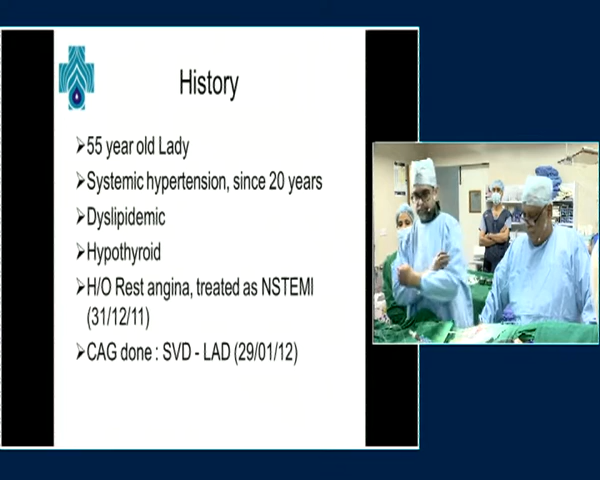 History
➢55 year old Lady
➢Systemic hypertension, since 20 years
➢Dyslipidemic
➢Hypothyroid
➢H/O Rest angina, treated as NSTEMI
(31/12/11)
➢CAG done : SVD - LAD (29/01/12)